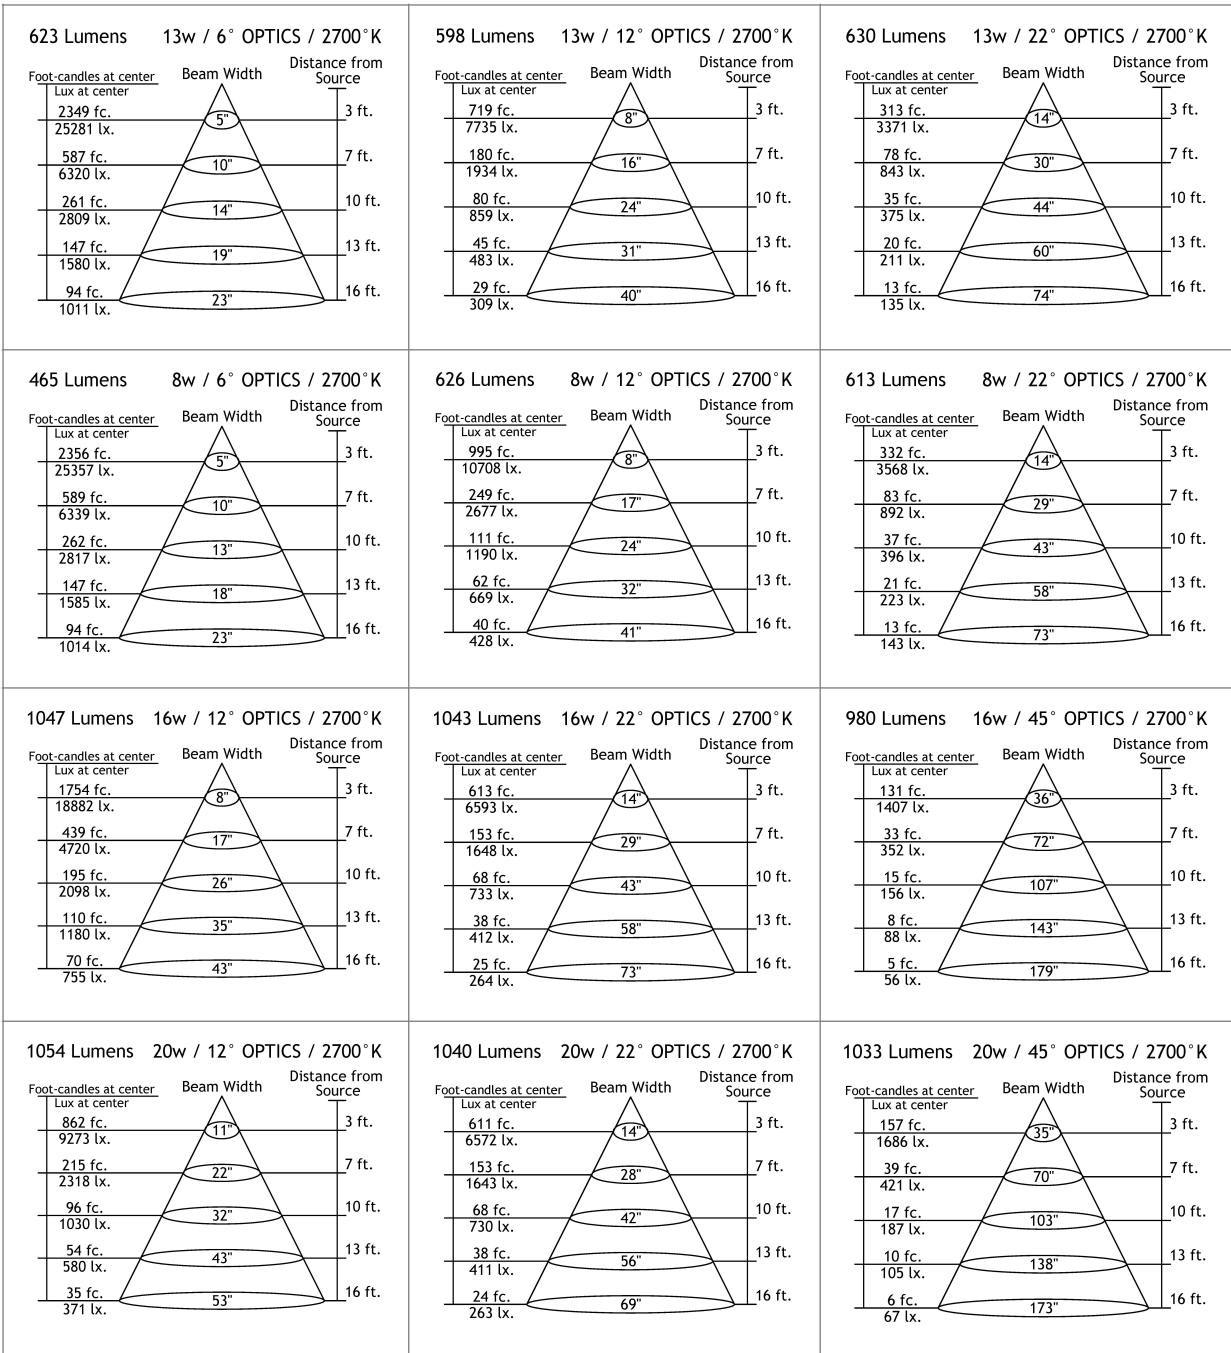 623 Lumens 13w / 6° OPTICS / 2700°K
Foot-candles at center Beam Width Distance from
Lux at center Source
2349 fc. 5" 3 ft.
25281 lx.
587 fc. 10" 7 ft.
6320 lx.
261 fc. 14" 10 ft.
2809 lx.
147 fc. 19" 13 ft.
1580 lx.
94 fc. 23" 16 ft.
1011 lx.
598 Lumens 13w / 12° OPTICS / 2700°K
Foot-candles at center Beam Width Distance from
Lux at center Source
719 fc. 8" 3 ft.
7735 lx.
180 fc. 16" 7 ft.
1934 lx.
80 fc. 24" 10 ft.
859 lx.
45 fc. 31" 13 ft.
483 lx.
29 fc. 40" 16 ft.
309 lx.
630 Lumens 13w / 22° OPTICS / 2700°K
Foot-candles at center Beam Width Distance from
Lux at center Source
313 fc. 14" 3 ft.
3371 lx.
78 fc. 30" 7 ft.
843 lx.
35 fc. 44" 10 ft.
375 lx.
20 fc. 60" 13 ft.
211 lx.
13 fc. 74" 16 ft.
135 lx.
465 Lumens 8w / 6° OPTICS / 2700°K
Foot-candles at center Beam Width Distance from
Lux at center Source
2356 fc. 5" 3 ft.
25357 lx.
589 fc. 10" 7 ft.
6339 lx.
262 fc. 13" 10 ft.
2817 lx.
147 fc. 18" 13 ft.
1585 lx.
94 fc. 23" 16 ft.
1014 lx.
626 Lumens 8w / 12° OPTICS / 2700°K
Foot-candles at center Beam Width Distance from
Lux at center Source
995 fc. 8" 3 ft.
10708 lx.
249 fc. 17" 7 ft.
2677 lx.
111 fc. 24" 10 ft.
1190 lx.
62 fc. 32" 13 ft.
669 lx.
40 fc. 41" 16 ft.
428 lx.
613 Lumens 8w / 22° OPTICS / 2700°K
Foot-candles at center Beam Width Distance from
Lux at center Source
332 fc. 14" 3 ft.
3568 lx.
83 fc. 29" 7 ft.
892 lx.
37 fc. 43" 10 ft.
396 lx.
21 fc. 58" 13 ft.
223 lx.
13 fc. 73" 16 ft.
143 lx.
1047 Lumens 16w / 12° OPTICS / 2700°K
Foot-candles at center Beam Width Distance from
Lux at center Source
1754 fc. 8" 3 ft.
18882 lx.
439 fc. 17" 7 ft.
4720 lx.
195 fc. 26" 10 ft.
2098 lx.
110 fc. 35" 13 ft.
1180 lx.
70 fc. 43" 16 ft.
755 lx.
1043 Lumens 16w / 22° OPTICS / 2700°K
Foot-candles at center Beam Width Distance from
Lux at center Source
613 fc. 14" 3 ft.
6593 lx.
153 fc. 29" 7 ft.
1648 lx.
68 fc. 43" 10 ft.
733 lx.
38 fc. 58" 13 ft.
412 lx.
25 fc. 73" 16 ft.
264 lx.
980 Lumens 16w / 45° OPTICS / 2700°K
Foot-candles at center Beam Width Distance from
Lux at center Source
131 fc. 36" 3 ft.
1407 lx.
33 fc. 72" 7 ft.
352 lx.
15 fc. 107" 10 ft.
156 lx.
8 fc. 143" 13 ft.
88 lx.
5 fc. 179" 16 ft.
56 lx.
1054 Lumens 20w / 12° OPTICS / 2700°K
Foot-candles at center Beam Width Distance from
Lux at center Source
862 fc. 11" 3 ft.
9273 lx.
215 fc. 22" 7 ft.
2318 lx.
96 fc. 32" 10 ft.
1030 lx.
54 fc. 43" 13 ft.
580 lx.
35 fc. 53" 16 ft.
371 lx.
1040 Lumens 20w / 22° OPTICS / 2700°K
Foot-candles at center Beam Width Distance from
Lux at center Source
611 fc. 14" 3 ft.
6572 lx.
153 fc. 28" 7 ft.
1643 lx.
68 fc. 42" 10 ft.
730 lx.
38 fc. 56" 13 ft.
411 lx.
24 fc. 69" 16 ft.
263 lx.
1033 Lumens 20w / 45° OPTICS / 2700°K
Foot-candles at center Beam Width Distance from
Lux at center Source
157 fc. 35" 3 ft.
1686 lx.
39 fc. 70" 7 ft.
421 lx.
17 fc. 103" 10 ft.
187 lx.
10 fc. 138" 13 ft.
105 lx.
6 fc. 173" 16 ft.
67 lx.